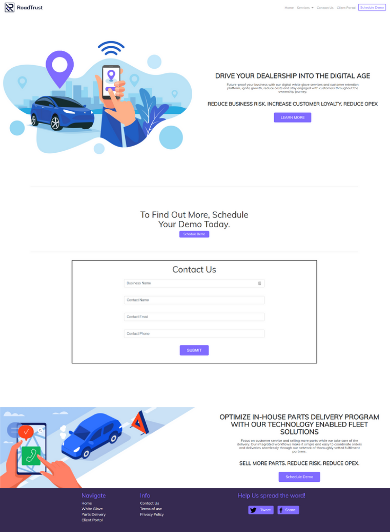 RoadTrust
Home Services Contact Us Client Portal Schedule Demo
DRIVE YOUR DEALERSHIP INTO THE DIGITAL AGE
REDUCE BUSINESS RISK, INCREASE CUSTOMER LOYALTY, REDUCE OPEX
LEARN MORE
To Find Out More, Schedule
Your Demo Today.
Schedule Demo
Contact Us
Business Name
Contact Name
Contact Email
Contact Phone
SUBMIT
OPTIMIZE IN-HOUSE PARTS DELIVERY PROGRAM
WITH OUR TECHNOLOGY ENABLED FLEET
SOLUTIONS
SELL MORE PARTS, REDUCE RISK, REDUCE OPEX.
Schedule Demo
Navigate Info Help Us spread the word!
Home Contact Us
White Glove Terms of use
Parts Delivery Privacy Policy
Client Portal
Tweet Share